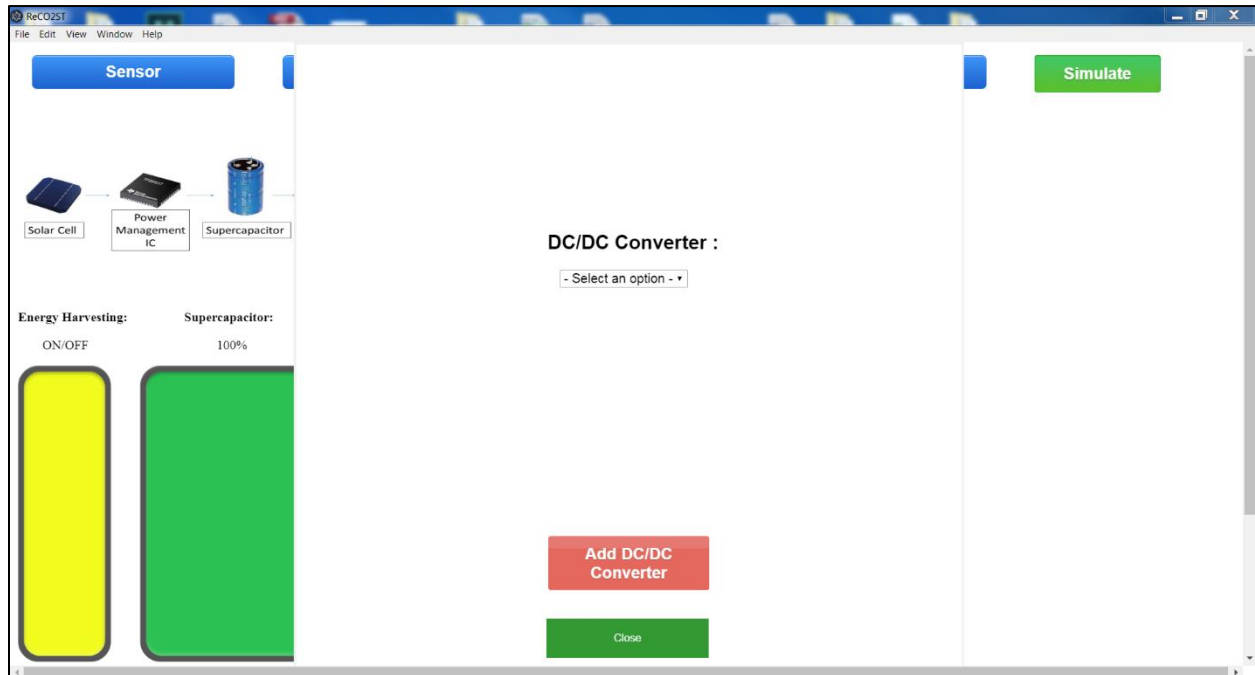 ReCO2ST
File Edit View Window Help
Sensor
Simulate
Solar Cell
Power
Management
IC
Supercapacitor
DC/DC Converter :
- Select an option -
Energy Harvesting:
Supercapacitor:
ON/OFF
100%
Add DC/DC
Converter
Close